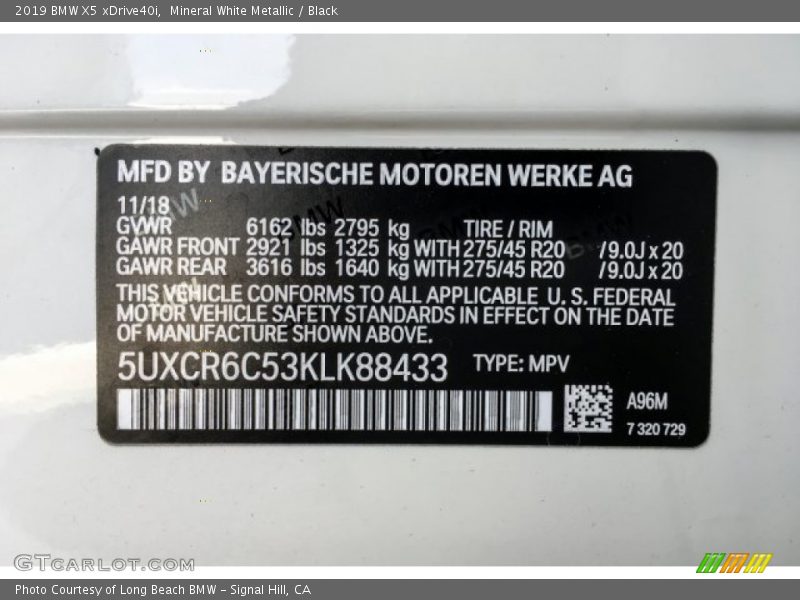 2019 BMW X5 xDrive40i, Mineral White Metallic / Black
MFD BY BAYERISCHE MOTOREN WERKE AG
11/18
GVWR 6162 lbs 2795 kg TIRE / RIM
GAWR FRONT 2921 lbs 1325 kg WITH 275/45 R20 /9.0J x 20
GAWR REAR 3616 lbs 1640 kg WITH 275/45 R20 /9.0J x 20
THIS VEHICLE CONFORMS TO ALL APPLICABLE U.S. FEDERAL
MOTOR VEHICLE SAFETY STANDARDS IN EFFECT ON THE DATE
OF MANUFACTURE SHOWN ABOVE.
5UXCR6C53KLK88433 TYPE: MPV
A96M
7 320 729
GTCARLOT.COM
Photo Courtesy of Long Beach BMW - Signal Hill, CA